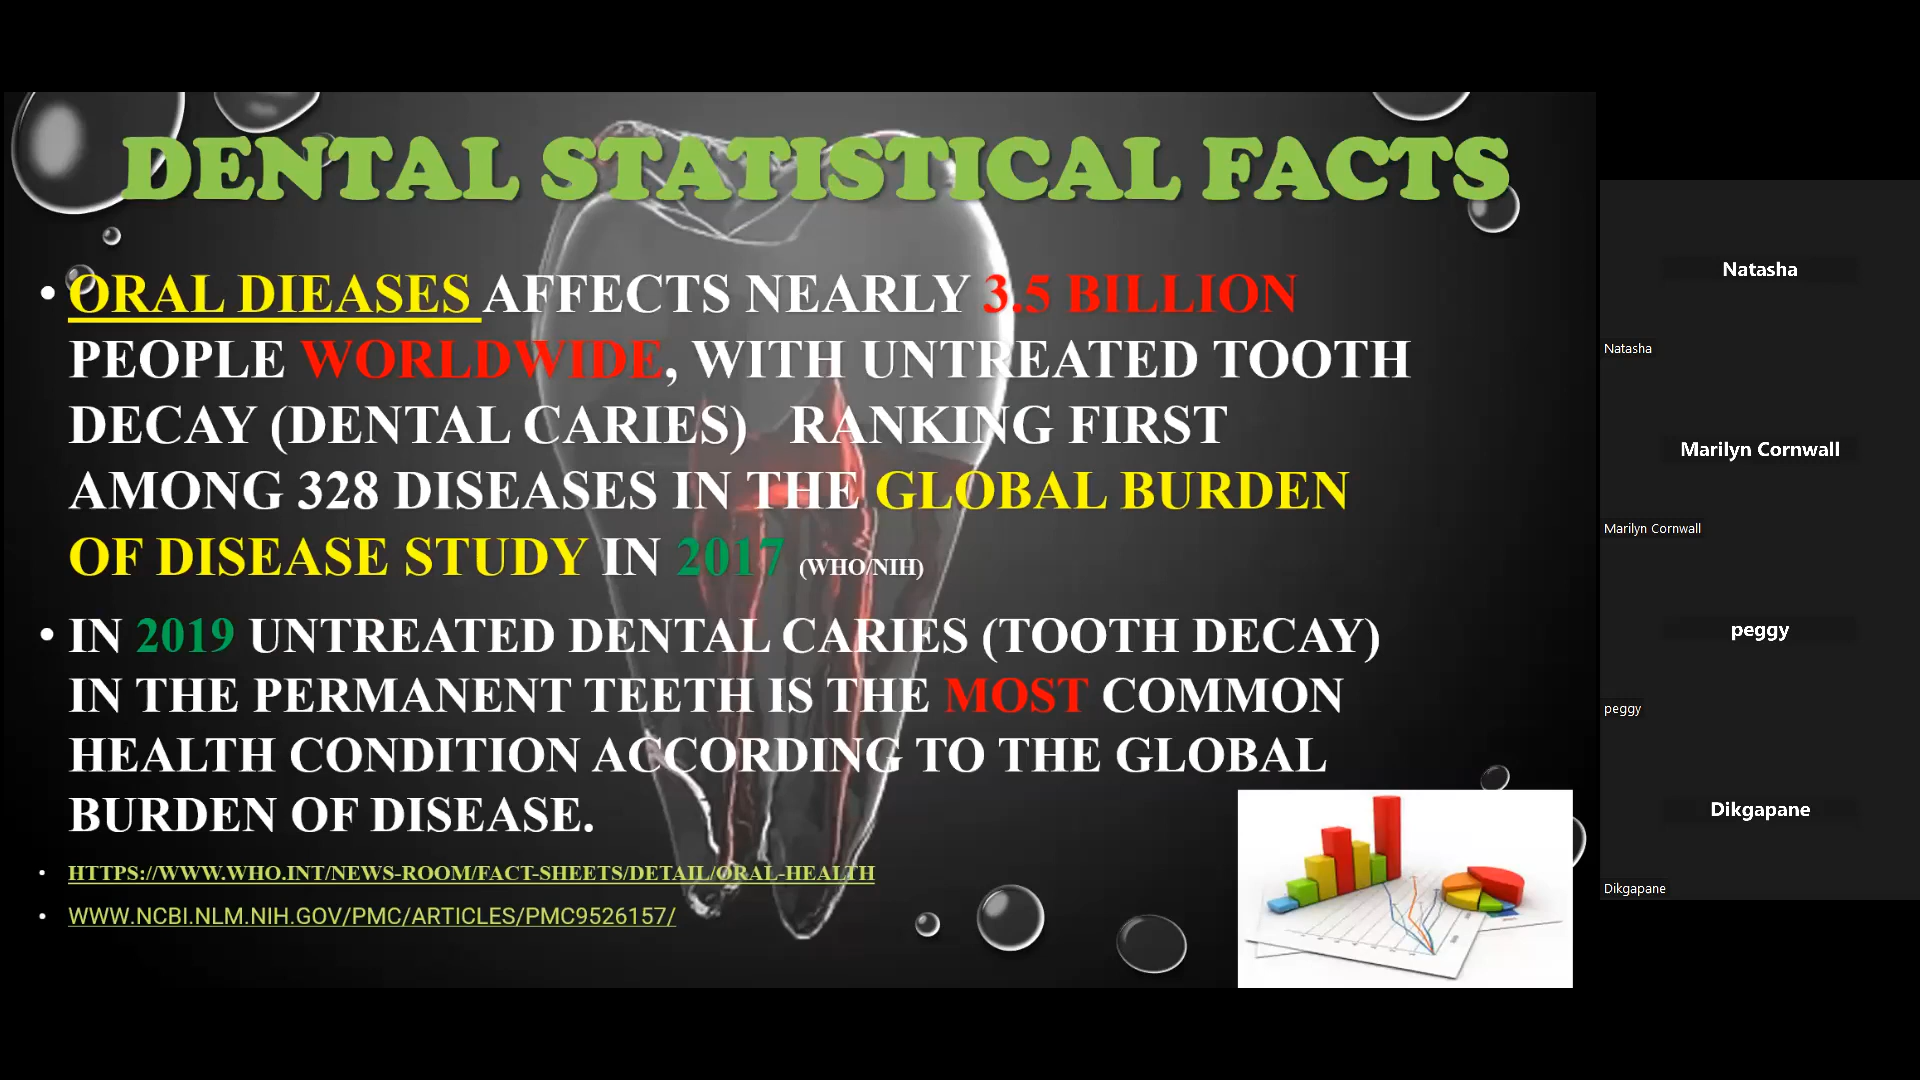 DENTAL STATISTICAL FACTS
• ORAL DIEASES AFFECTS NEARLY 3.5 BILLION
PEOPLE WORLDWIDE, WITH UNTREATED TOOTH
DECAY (DENTAL CARIES) RANKING FIRST
AMONG 328 DISEASES IN THE GLOBAL BURDEN
OF DISEASE STUDY IN 2017 (WHO/NIH)
• IN 2019 UNTREATED DENTAL CARIES (TOOTH DECAY)
IN THE PERMANENT TEETH IS THE MOST COMMON
HEALTH CONDITION ACCORDING TO THE GLOBAL
BURDEN OF DISEASE.
• HTTPS://WWW.WHO.INT/NEWS-ROOM/FACT-SHEETS/DETAIL/ORAL-HEALTH
• WWW.NCBI.NLM.NIH.GOV/PMC/ARTICLES/PMC9526157/
Natasha
Natasha
Marilyn Cornwall
Marilyn Cornwall
peggy
peggy
Dikgapane
Dikgapane